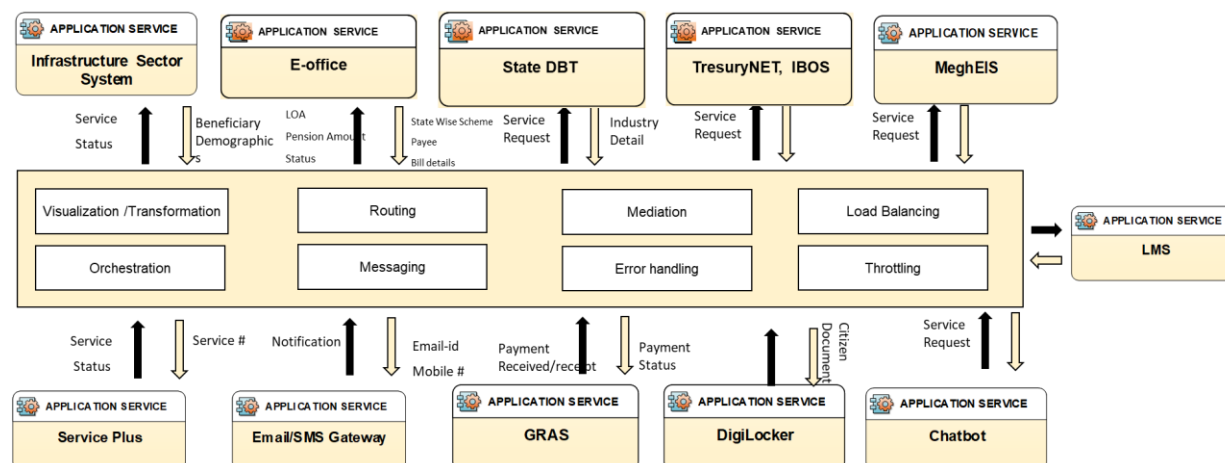 APPLICATION SERVICE
Infrastructure Sector
System
APPLICATION SERVICE
E-office
APPLICATION SERVICE
State DBT
APPLICATION SERVICE
TresuryNET, IBOS
APPLICATION SERVICE
MeghEIS
Service
Status
Beneficiary
Demographic
s
LOA
Pension Amount
Status
State Wise Scheme
Payee
Bill details
Service
Request
Industry
Detail
Service
Request
Service
Request
Visualization /Transformation
Routing
Mediation
Load Balancing
Orchestration
Messaging
Error handling
Throttling
APPLICATION SERVICE
LMS
Service
Status
Service #
Notification
Email-id
Mobile #
Payment
Received/receipt
Payment
Status
Citizen
Document
Service
Request
APPLICATION SERVICE
Service Plus
APPLICATION SERVICE
Email/SMS Gateway
APPLICATION SERVICE
GRAS
APPLICATION SERVICE
DigiLocker
APPLICATION SERVICE
Chatbot